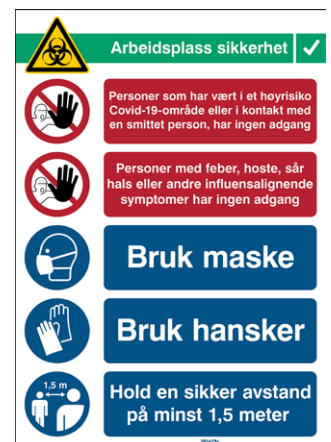 Arbeidsplass sikkerhet
Personer som har vært i et høyrisiko
Covid-19-område eller i kontakt med
en smittet person, har ingen adgang
Personer med feber, hoste, sår
hals eller andre influensalignende
symptomer har ingen adgang
Bruk maske
Bruk hansker
1,5 m
Hold en sikker avstand
på minst 1,5 meter